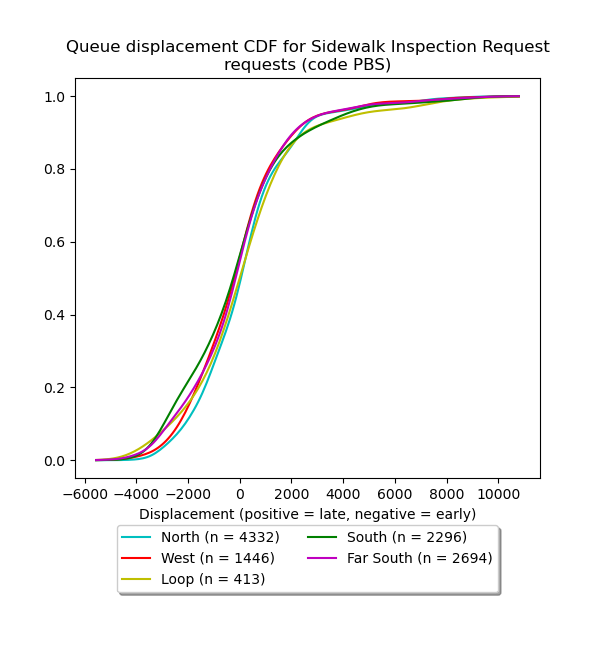 Queue displacement CDF for Sidewalk Inspection Request
requests (code PBS)
1.0
0.8
0.6
0.4
0.2
0.0
−6000 −4000 −2000 0 2000 4000 6000 8000 10000
Displacement (positive = late, negative = early)
North (n = 4332)
West (n = 1446)
Loop (n = 413)
South (n = 2296)
Far South (n = 2694)